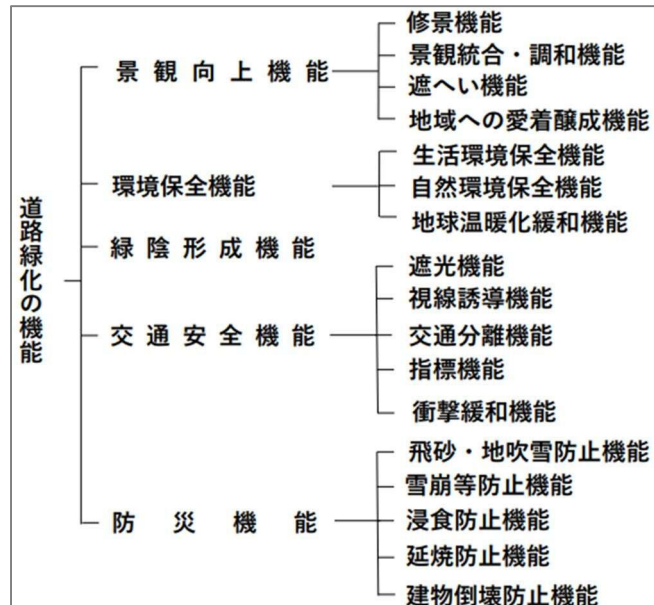 道路緑化の機能
景観向上機能
修景機能
景観統合・調和機能
遮へい機能
地域への愛着醸成機能
環境保全機能
生活環境保全機能
自然環境保全機能
地球温暖化緩和機能
緑陰形成機能
交通安全機能
遮光機能
視線誘導機能
交通分離機能
指標機能
衝撃緩和機能
防災機能
飛砂・地吹雪防止機能
雪崩等防止機能
浸食防止機能
延焼防止機能
建物倒壊防止機能